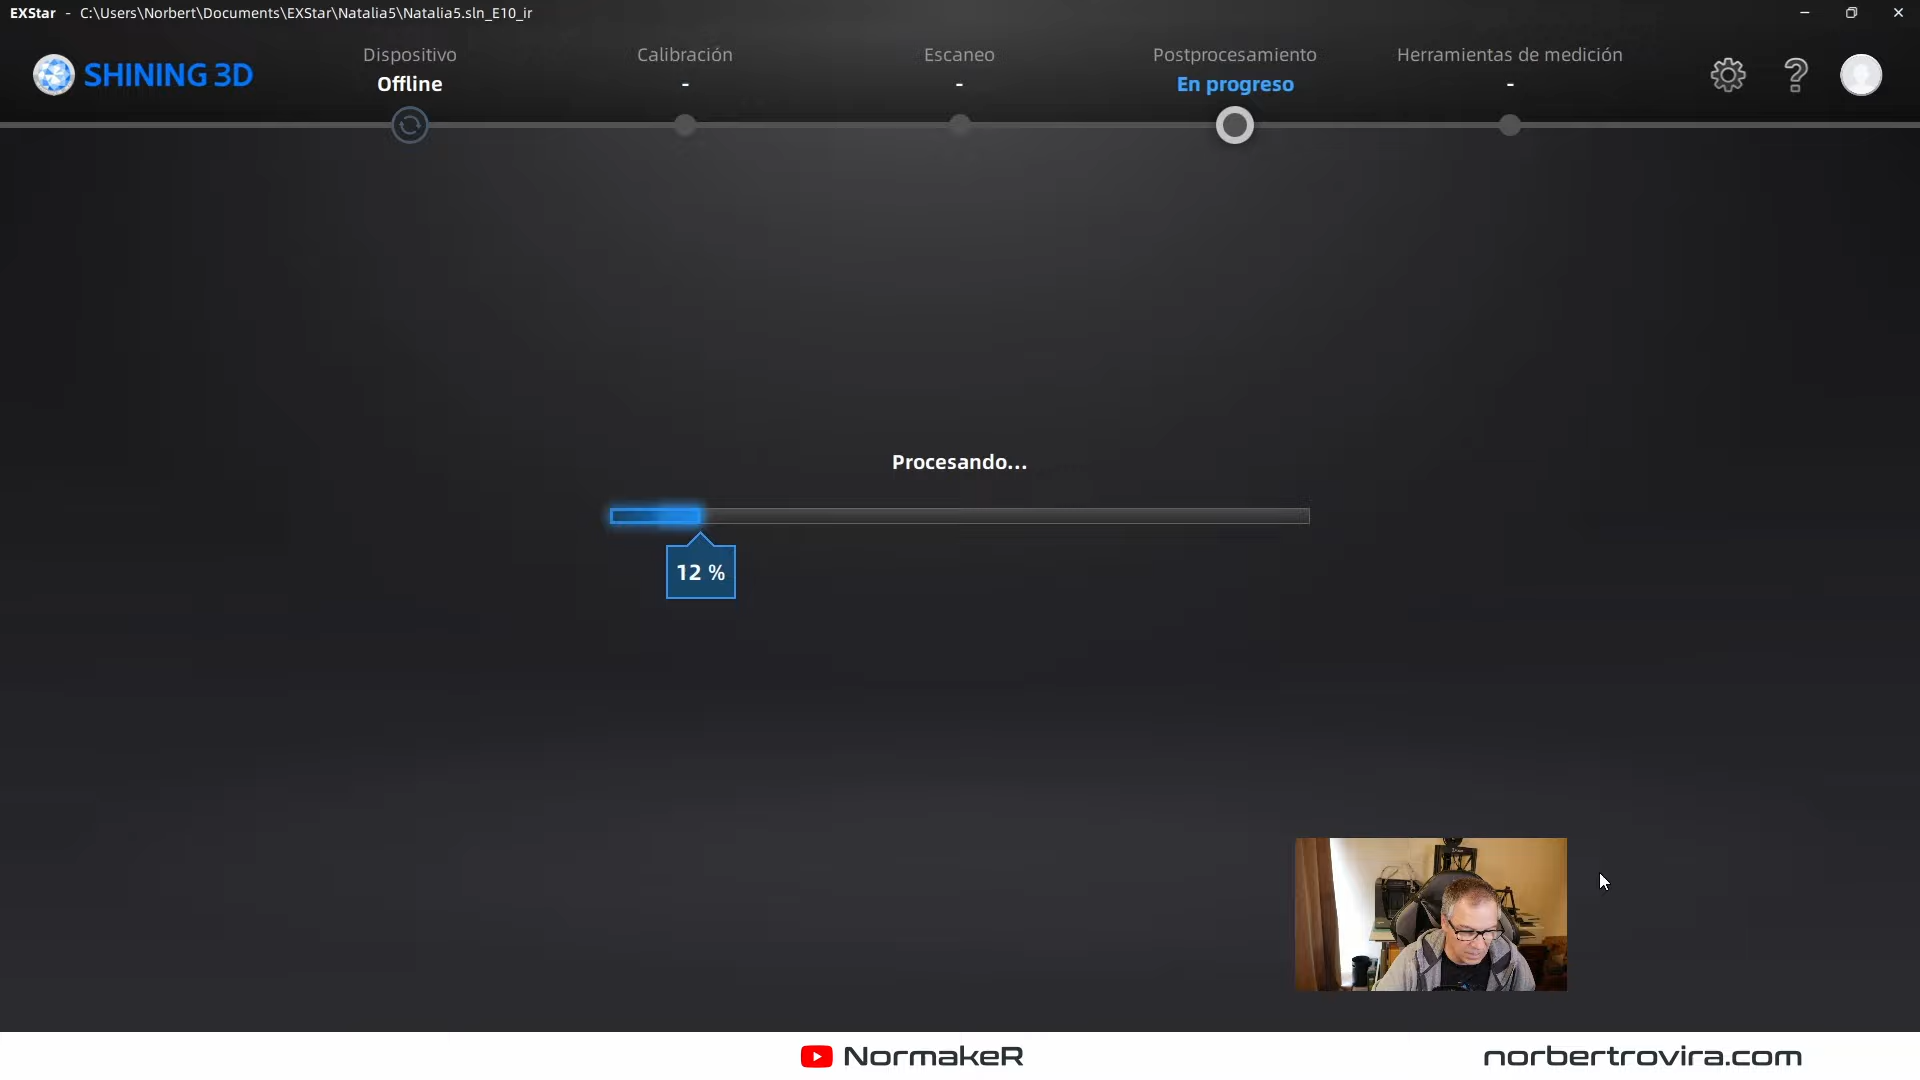 EXStar - C:\Users\Norbert\Documents\EXStar\Natalia5\Natalia5.sln_E10_ir
SHINING 3D
Dispositivo
Offline
Calibración
-
Escaneo
-
Postprocesamiento
En progreso
Herramientas de medición
-
Procesando...
12 %
NormakeR
norbertrovira.com